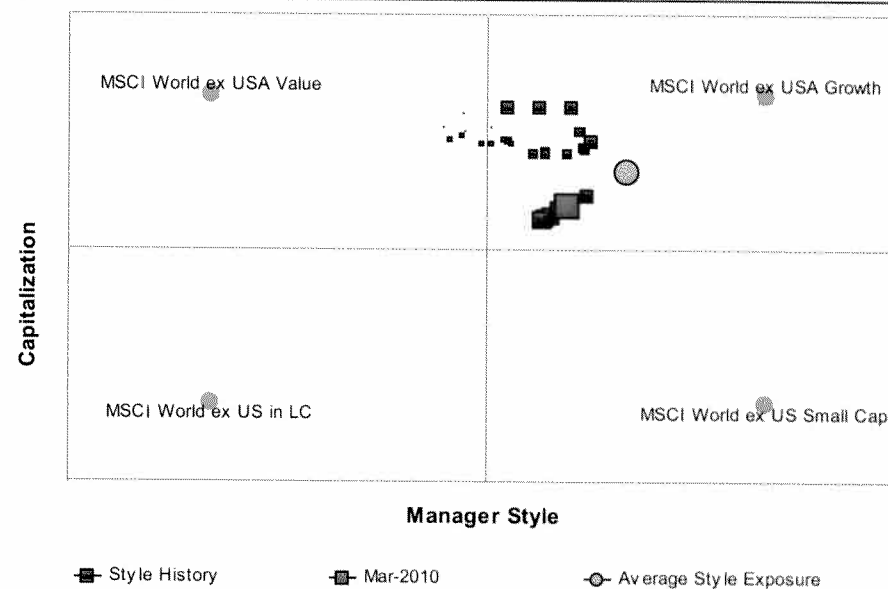 MSCI World ex USA Value
MSCI World ex USA Growth
Capitalization
MSCI World ex US in LC
MSCI World ex US Small Cap
Manager Style
Style History
Mar-2010
Average Style Exposure